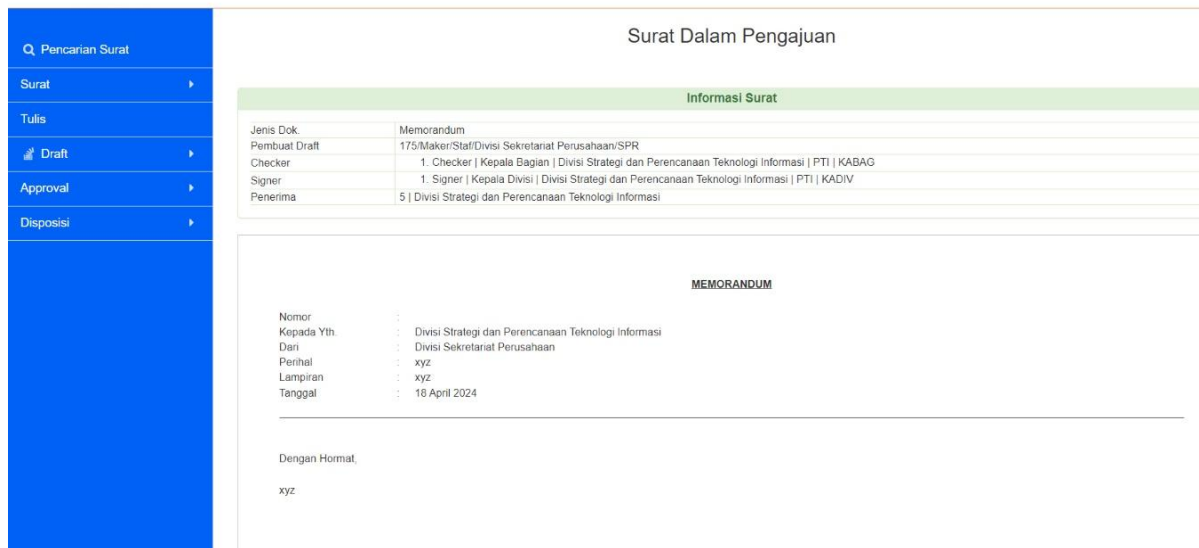 Pencarian Surat
Surat
Tulis
Draft
Approval
Disposisi
Surat Dalam Pengajuan
Informasi Surat
Jenis Dok. Memorandum
Pembuat Draft 175/Maker/Staf/Divisi Sekretariat Perusahaan/SPR
Checker 1. Checker | Kepala Bagian | Divisi Strategi dan Perencanaan Teknologi Informasi | PTI | KABAG
Signer 1. Signer | Kepala Divisi | Divisi Strategi dan Perencanaan Teknologi Informasi | PTI | KADIV
Penerima 5 | Divisi Strategi dan Perencanaan Teknologi Informasi
MEMORANDUM
Nomor :
Kepada Yth. : Divisi Strategi dan Perencanaan Teknologi Informasi
Dari : Divisi Sekretariat Perusahaan
Perihal : xyz
Lampiran : xyz
Tanggal : 18 April 2024
Dengan Hormat,
xyz